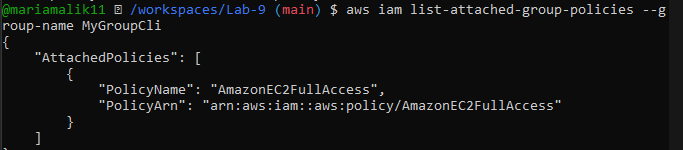 @mariamalik11 /workspaces/Lab-9 (main) $ aws iam list-attached-group-policies --g
roup-name MyGroupCli
{
    "AttachedPolicies": [
        {
            "PolicyName": "AmazonEC2FullAccess",
            "PolicyArn": "arn:aws:iam::aws:policy/AmazonEC2FullAccess"
        }
    ]